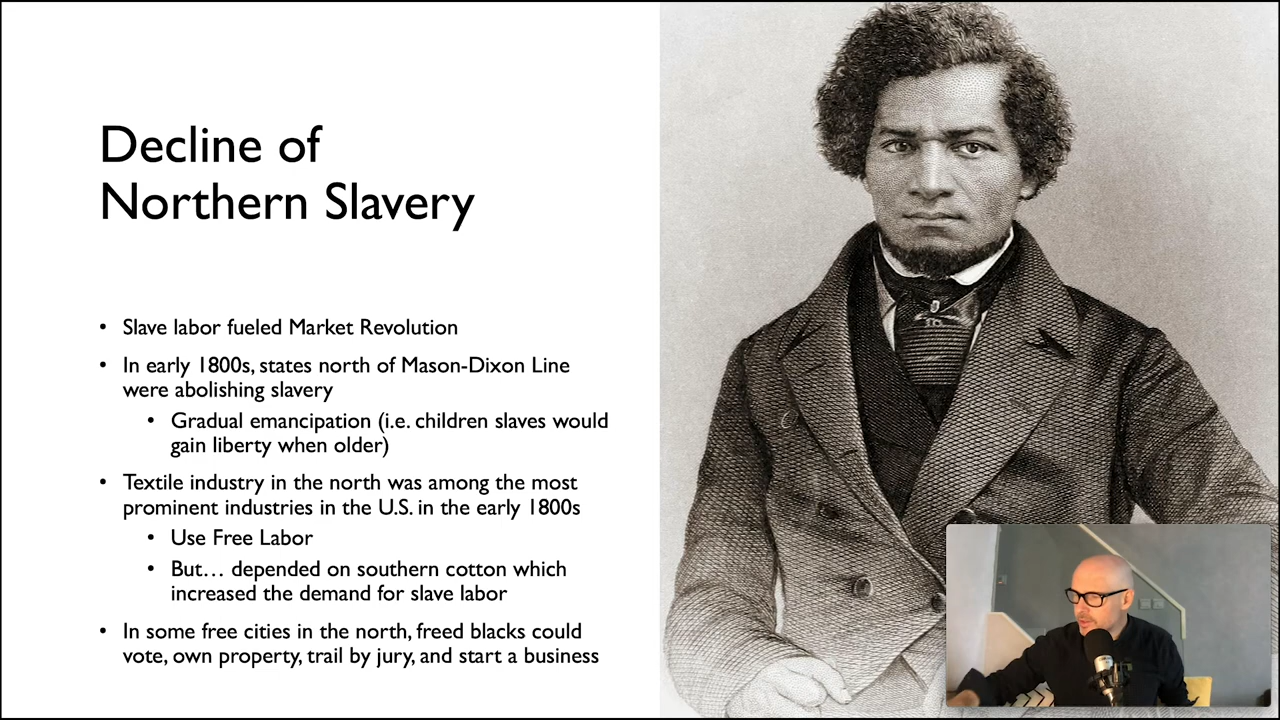 Decline of
Northern Slavery
• Slave labor fueled Market Revolution
• In early 1800s, states north of Mason-Dixon Line
were abolishing slavery
• Gradual emancipation (i.e. children slaves would
gain liberty when older)
• Textile industry in the north was among the most
prominent industries in the U.S. in the early 1800s
• Use Free Labor
• But… depended on southern cotton which
increased the demand for slave labor
• In some free cities in the north, freed blacks could
vote, own property, trail by jury, and start a business